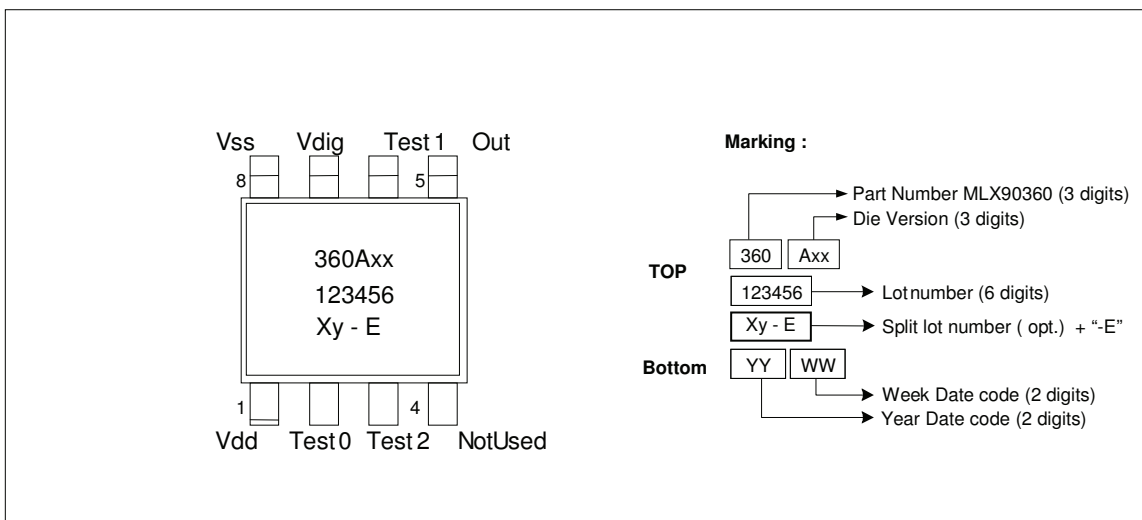 Vss Vdig Test 1 Out
8 5
360Axx
123456
Xy - E
1 4
Vdd Test 0 Test 2 NotUsed
Marking :
Part Number MLX90360 (3 digits)
Die Version (3 digits)
TOP
360 Axx
123456 Lot number (6 digits)
Xy - E Split lot number ( opt.) + “-E”
Bottom
YY WW
Week Date code (2 digits)
Year Date code (2 digits)